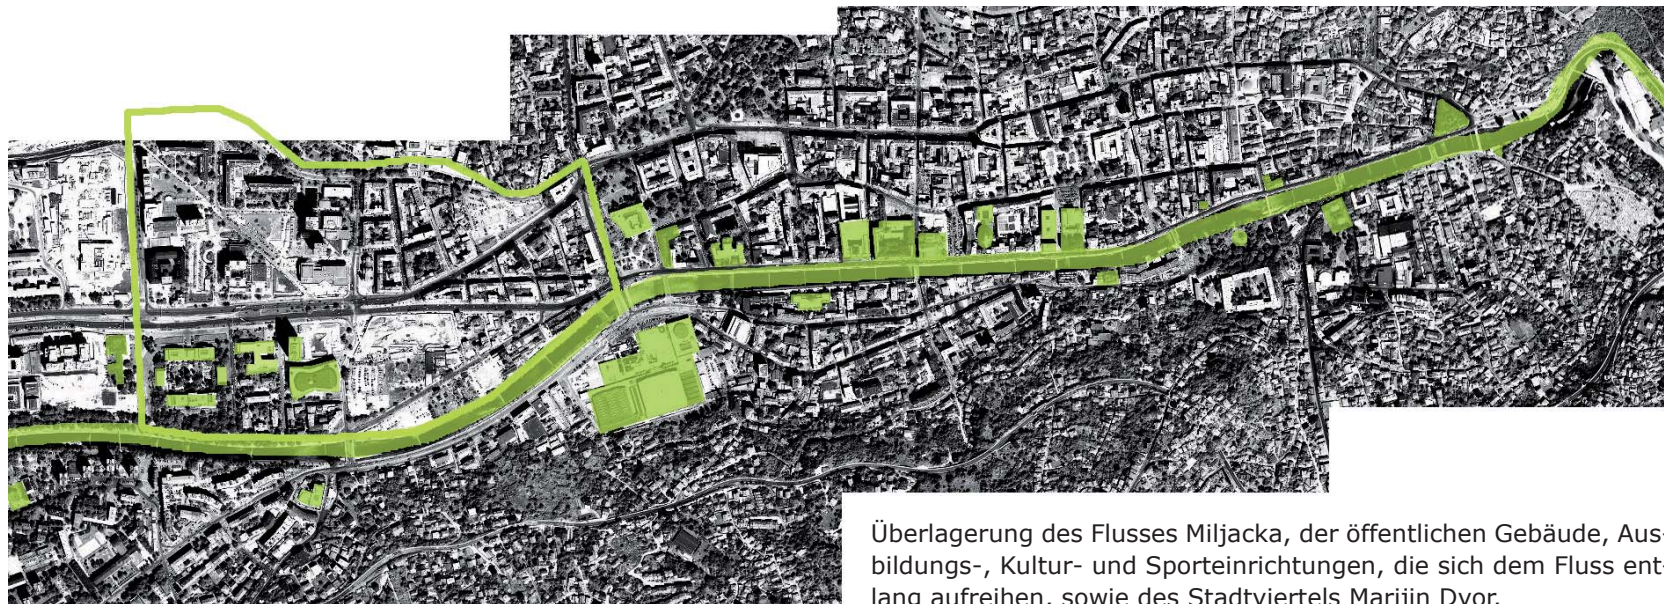 Überlagerung des Flusses Miljacka, der öffentlichen Gebäude, Aus-
bildungs-, Kultur- und Sporteinrichtungen, die sich dem Fluss ent-
lang aufreihen, sowie des Stadtviertels Marijin Dvor.